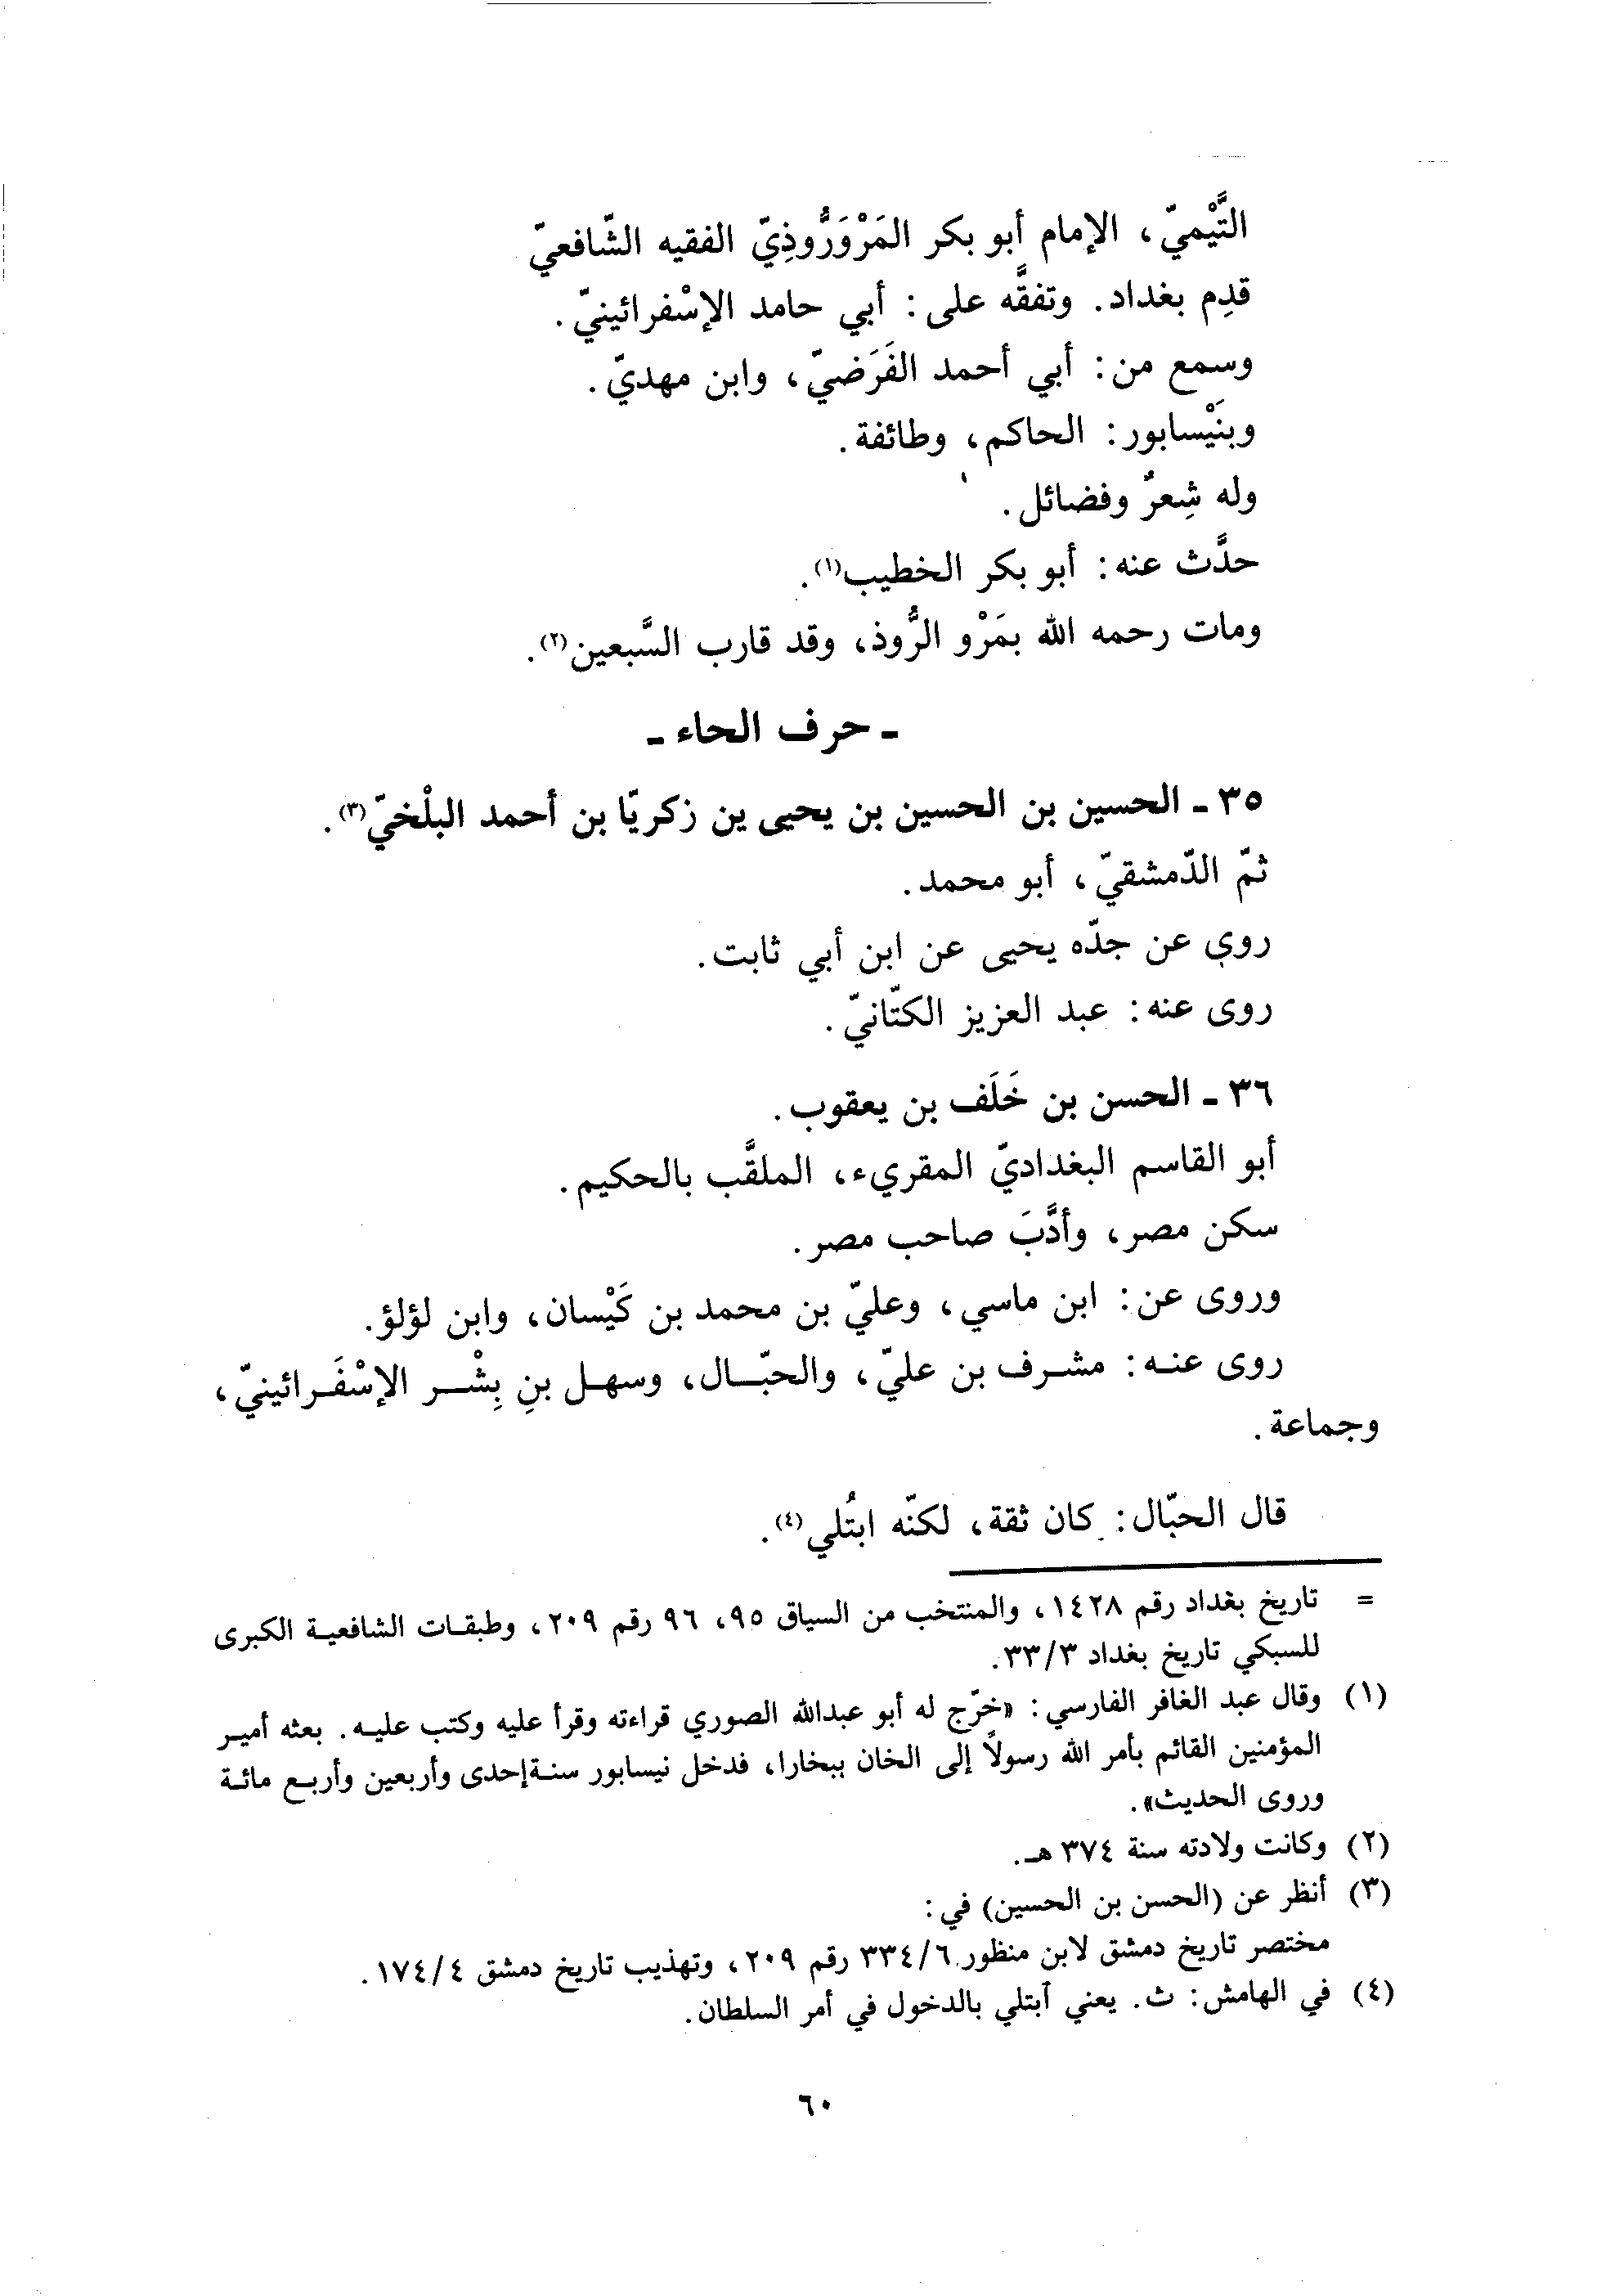 التَّيْميّ، الإمام أبو بكر المَرْوَرُّوذِيّ الفقيه الشّافعيّ
قدِم بغداد. وتفقَّه على: أبي حامد الإسْفرائينيّ.
وسمع من: أبي أحمد الفَرَضيّ، وابن مهديّ.
وبنَيْسابور: الحاكم، وطائفة.
وله شِعرٌ وفضائل.
حدَّث عنه: أبو بكر الخطيب(١).
ومات رحمه الله بمَرْو الرُّوذ، وقد قارب السَّبعين(٢).
ـ حرف الحاء ـ
٣٥ ـ الحسين بن الحسين بن يحيى ين زكريّا بن أحمد البلْخيّ(٣).
ثمّ الدّمشقيّ، أبو محمد.
روى عن جدّه يحيى عن ابن أبي ثابت.
روى عنه: عبد العزيز الكتّانيّ.
٣٦ ـ الحسن بن خَلَف بن يعقوب.
أبو القاسم البغداديّ المقريء، الملقَّب بالحكيم.
سكن مصر، وأدَّبَ صاحب مصر.
وروى عن: ابن ماسي، وعليّ بن محمد بن كَيْسان، وابن لؤلؤ.
روى عنه: مشرف بن عليّ، والحبّال، وسهل بنِ بِشْر الإسْفَرائينيّ،
وجماعة.
قال الحبّال: كان ثقة، لكنّه ابتُلي(٤).
= تاريخ بغداد رقم ١٤٢٨، والمنتخب من السياق ٩٥، ٩٦ رقم ٢٠٩، وطبقات الشافعية الكبرى
للسبكي تاريخ بغداد ٣٣/٣.
(١) وقال عبد الغافر الفارسي: «خرّج له أبو عبدالله الصوري قراءته وقرأ عليه وكتب عليه. بعثه أمير
المؤمنين القائم بأمر الله رسولاً إلى الخان ببخارا، فدخل نيسابور سنة إحدى وأربعين وأربع مائة
وروى الحديث».
(٢) وكانت ولادته سنة ٣٧٤ هـ.
(٣) أنظر عن (الحسن بن الحسين) في:
مختصر تاريخ دمشق لابن منظور ٣٣٤/٦ رقم ٢٠٩، وتهذيب تاريخ دمشق ١٧٤/٤.
(٤) في الهامش: ث. يعني أبتلي بالدخول في أمر السلطان.
٦٠